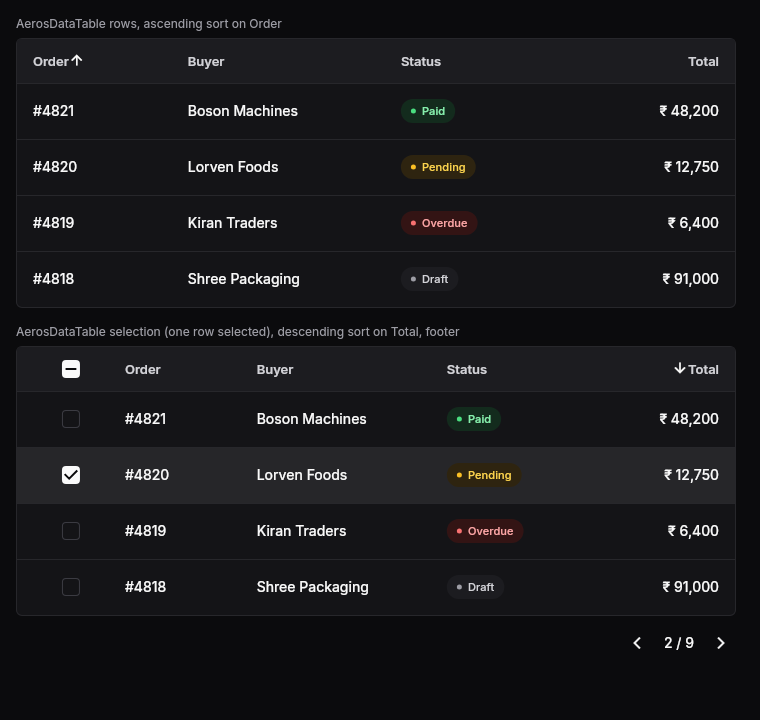 AerosDataTable rows, ascending sort on Order
Order Buyer Status Total
#4821 Boson Machines Paid ₹ 48,200
#4820 Lorven Foods Pending ₹ 12,750
#4819 Kiran Traders Overdue ₹ 6,400
#4818 Shree Packaging Draft ₹ 91,000
AerosDataTable selection (one row selected), descending sort on Total, footer
Order Buyer Status Total
#4821 Boson Machines Paid ₹ 48,200
#4820 Lorven Foods Pending ₹ 12,750
#4819 Kiran Traders Overdue ₹ 6,400
#4818 Shree Packaging Draft ₹ 91,000
2 / 9